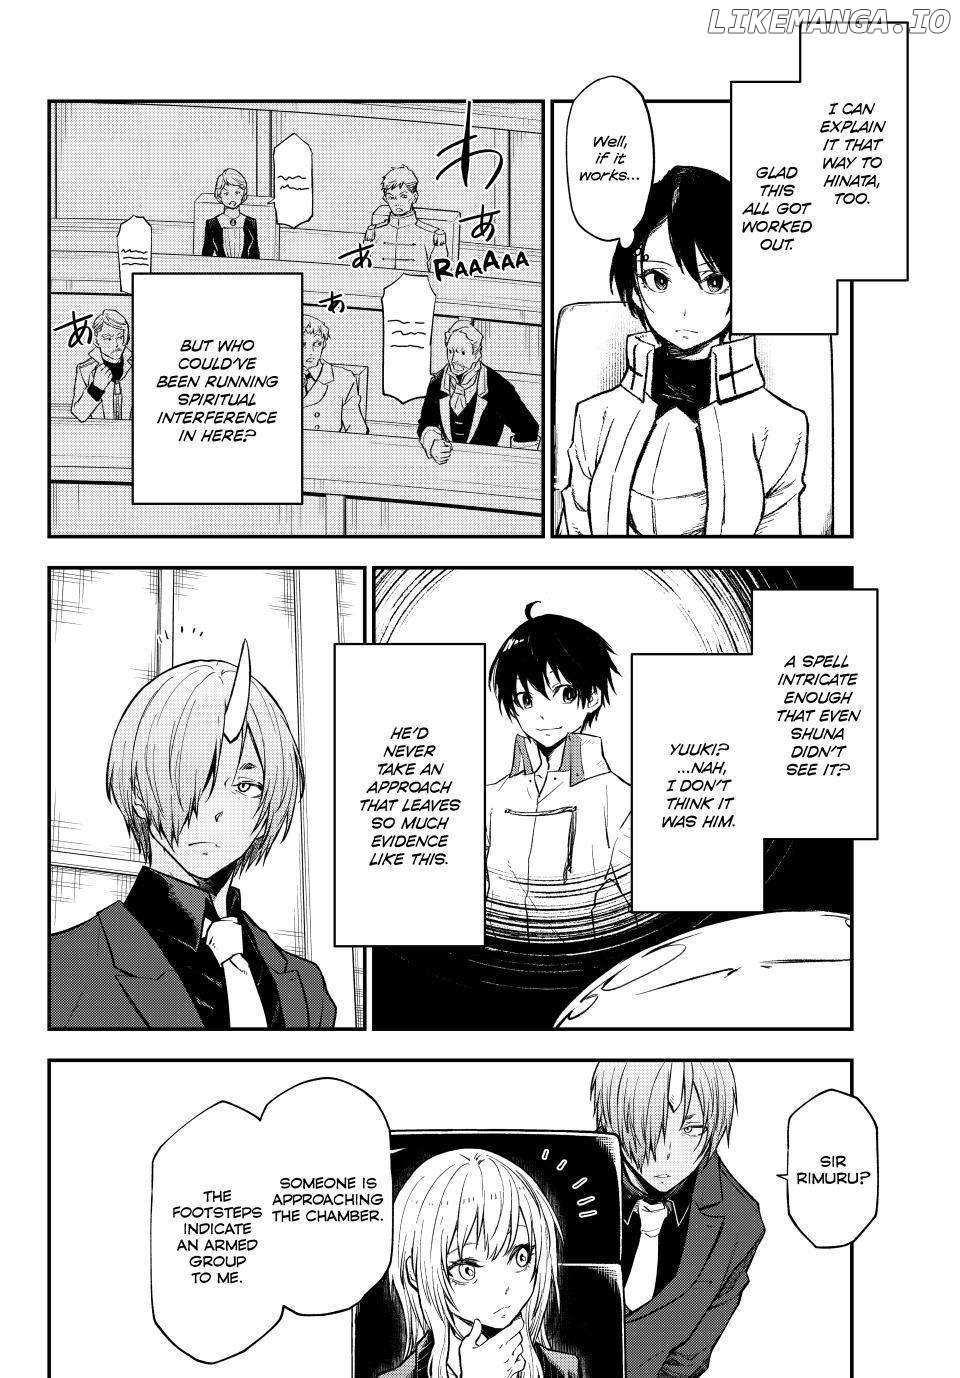 LIKEMANGA.IO
I CAN
EXPLAIN
IT THAT
WAY TO
HINATA,
TOO.
GLAD
THIS
ALL GOT
WORKED
OUT.
Well,
if it
works...
わ
あ
あ
あ
あ
RAAAAA
BUT WHO
COULD'VE
BEEN RUNNING
SPIRITUAL
INTERFERENCE
IN HERE?
A SPELL
INTRICATE
ENOUGH
THAT EVEN
SHUNA
DIDN'T
SEE IT?
YUUKI?
...NAH,
I DON'T
THINK IT
WAS HIM.
HE'D
NEVER
TAKE AN
APPROACH
THAT LEAVES
SO MUCH
EVIDENCE
LIKE THIS.
SIR
RIMURU?
SOMEONE IS
APPROACHING
THE CHAMBER.
THE
FOOTSTEPS
INDICATE
AN ARMED
GROUP
TO ME.